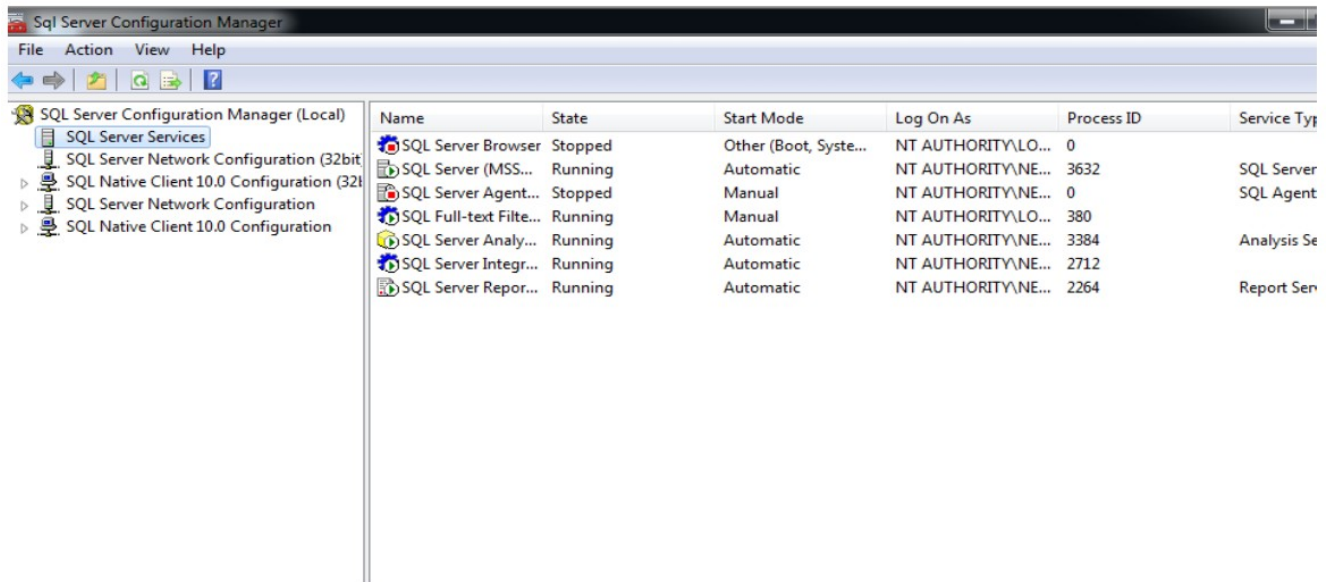 Sql Server Configuration Manager
File Action View Help
SQL Server Configuration Manager (Local)
SQL Server Services
SQL Server Network Configuration (32bit
SQL Native Client 10.0 Configuration (32
SQL Server Network Configuration
SQL Native Client 10.0 Configuration
Name State Start Mode Log On As Process ID Service Typ
SQL Server Browser Stopped Other (Boot, Syste... NT AUTHORITY\LO... 0
SQL Server (MSS... Running Automatic NT AUTHORITY\NE... 3632 SQL Server
SQL Server Agent... Stopped Manual NT AUTHORITY\NE... 0 SQL Agent
SQL Full-text Filte... Running Manual NT AUTHORITY\LO... 380
SQL Server Analy... Running Automatic NT AUTHORITY\NE... 3384 Analysis Se
SQL Server Integr... Running Automatic NT AUTHORITY\NE... 2712
SQL Server Repor... Running Automatic NT AUTHORITY\NE... 2264 Report Ser